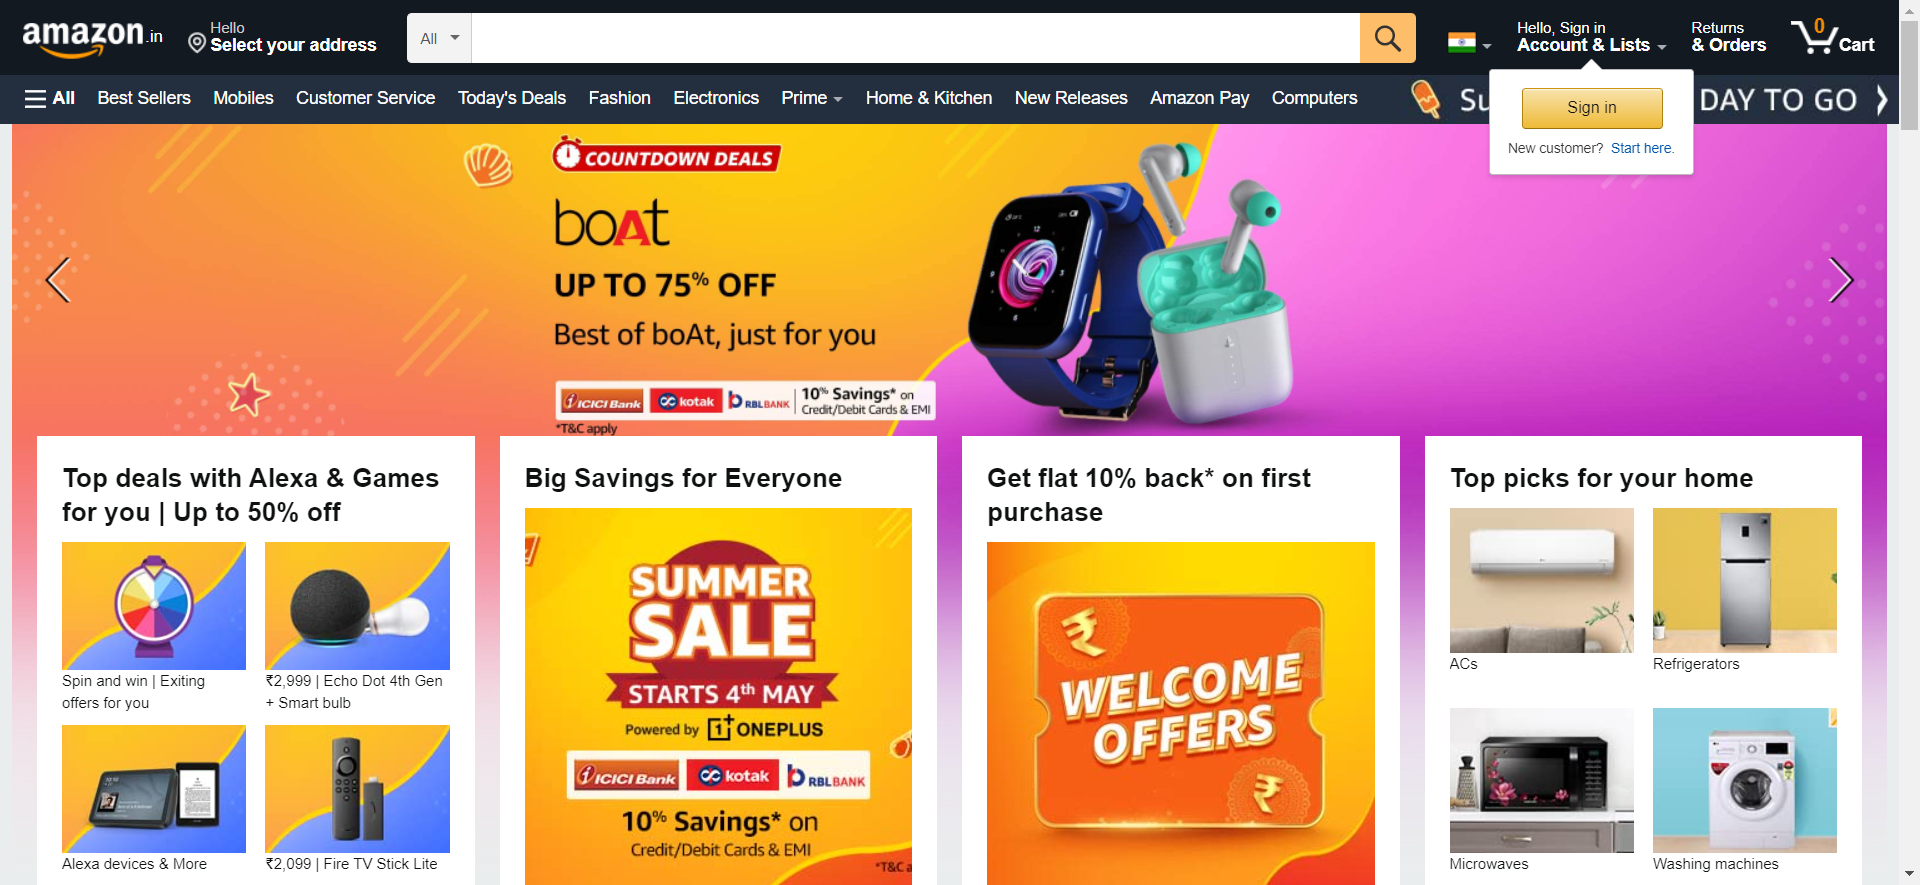 amazon.in
Hello
Select your address
All
Hello, Sign in
Account & Lists
Returns
& Orders
0
Cart
All
Best Sellers
Mobiles
Customer Service
Today's Deals
Fashion
Electronics
Prime
Home & Kitchen
New Releases
Amazon Pay
Computers
Su
DAY TO GO
Sign in
New customer? Start here.
COUNTDOWN DEALS
boAt
UP TO 75% OFF
Best of boAt, just for you
ICICI Bank
kotak
RBL BANK
10% Savings* on
Credit/Debit Cards & EMI
*T&C apply
Top deals with Alexa & Games
for you | Up to 50% off
Spin and win | Exiting
offers for you
₹2,999 | Echo Dot 4th Gen
+ Smart bulb
Alexa devices & More
₹2,099 | Fire TV Stick Lite
Big Savings for Everyone
SUMMER
SALE
STARTS 4th MAY
Powered by 1+ ONEPLUS
ICICI Bank
kotak
RBL BANK
10% Savings* on
Credit/Debit Cards & EMI
*T&C a
Get flat 10% back* on first
purchase
₹
WELCOME
OFFERS
₹
Top picks for your home
ACs
Refrigerators
Microwaves
Washing machines